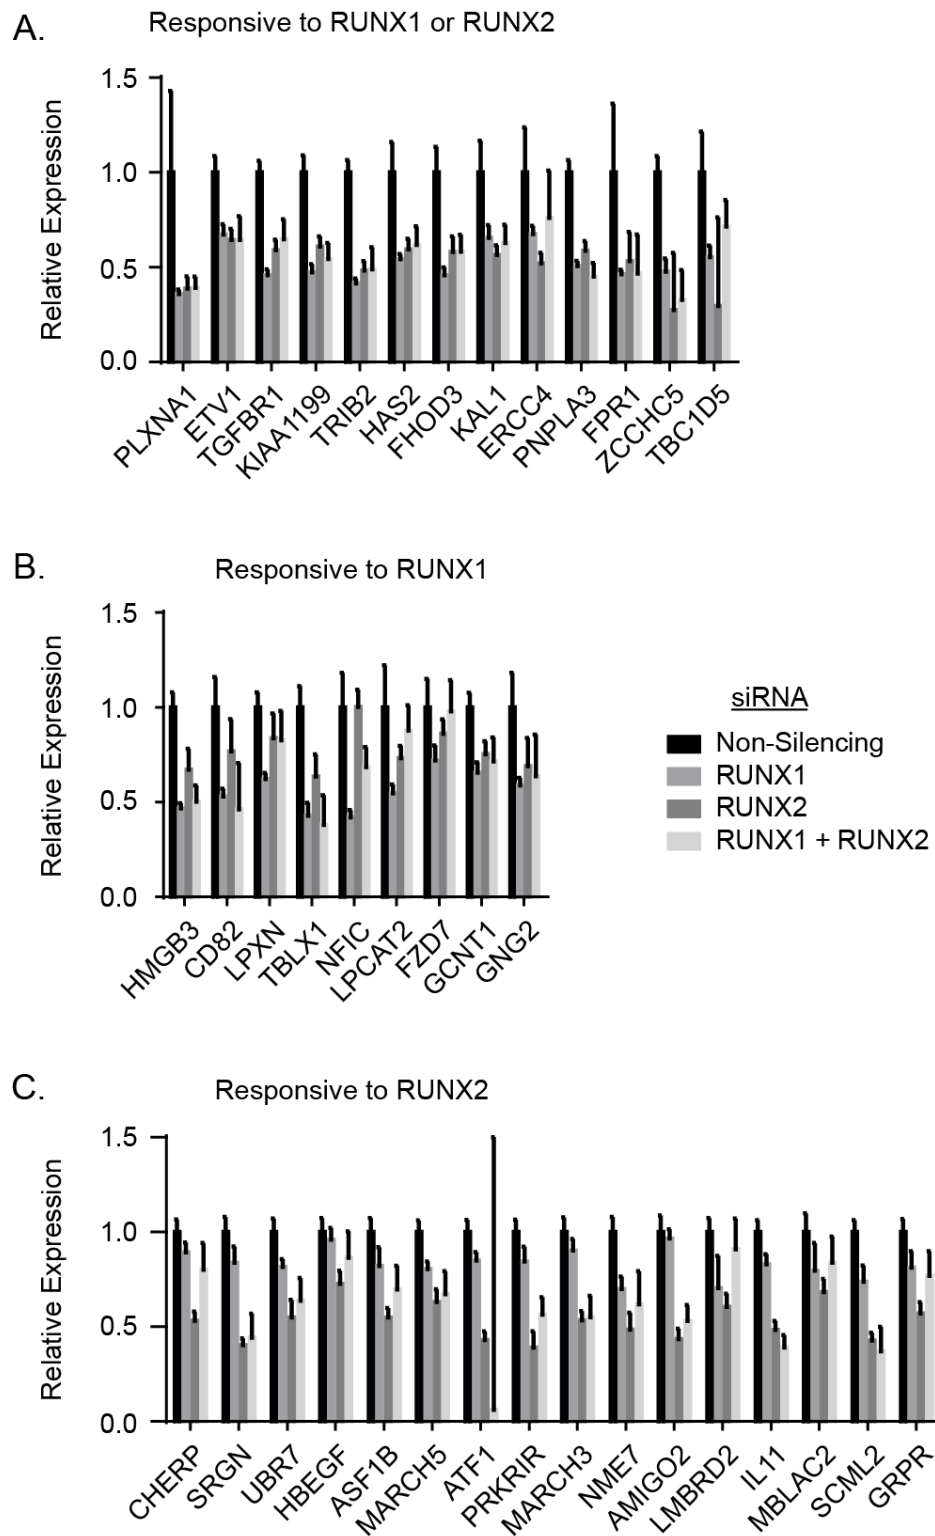 A.
Responsive to RUNX1 or RUNX2
Relative Expression
1.5
1.0
0.5
0.0
PLXNA1
ETV1
TGFBR1
KIAA1199
TRIB2
HAS2
FHOD3
KAL1
ERCC4
PNPLA3
FPR1
ZCCHC5
TBC1D5
B.
Responsive to RUNX1
Relative Expression
1.5
1.0
0.5
0.0
HMGB3
CD82
LPXN
TBLX1
NFIC
LPCAT2
FZD7
GCNT1
GNG2
siRNA
Non-Silencing
RUNX1
RUNX2
RUNX1 + RUNX2
C.
Responsive to RUNX2
Relative Expression
1.5
1.0
0.5
0.0
CHERP
SRGN
UBR7
HBEGF
ASF1B
MARCH5
ATF1
PRKRIR
MARCH3
NME7
AMIGO2
LMBRD2
IL11
MBLAC2
SCML2
GRPR